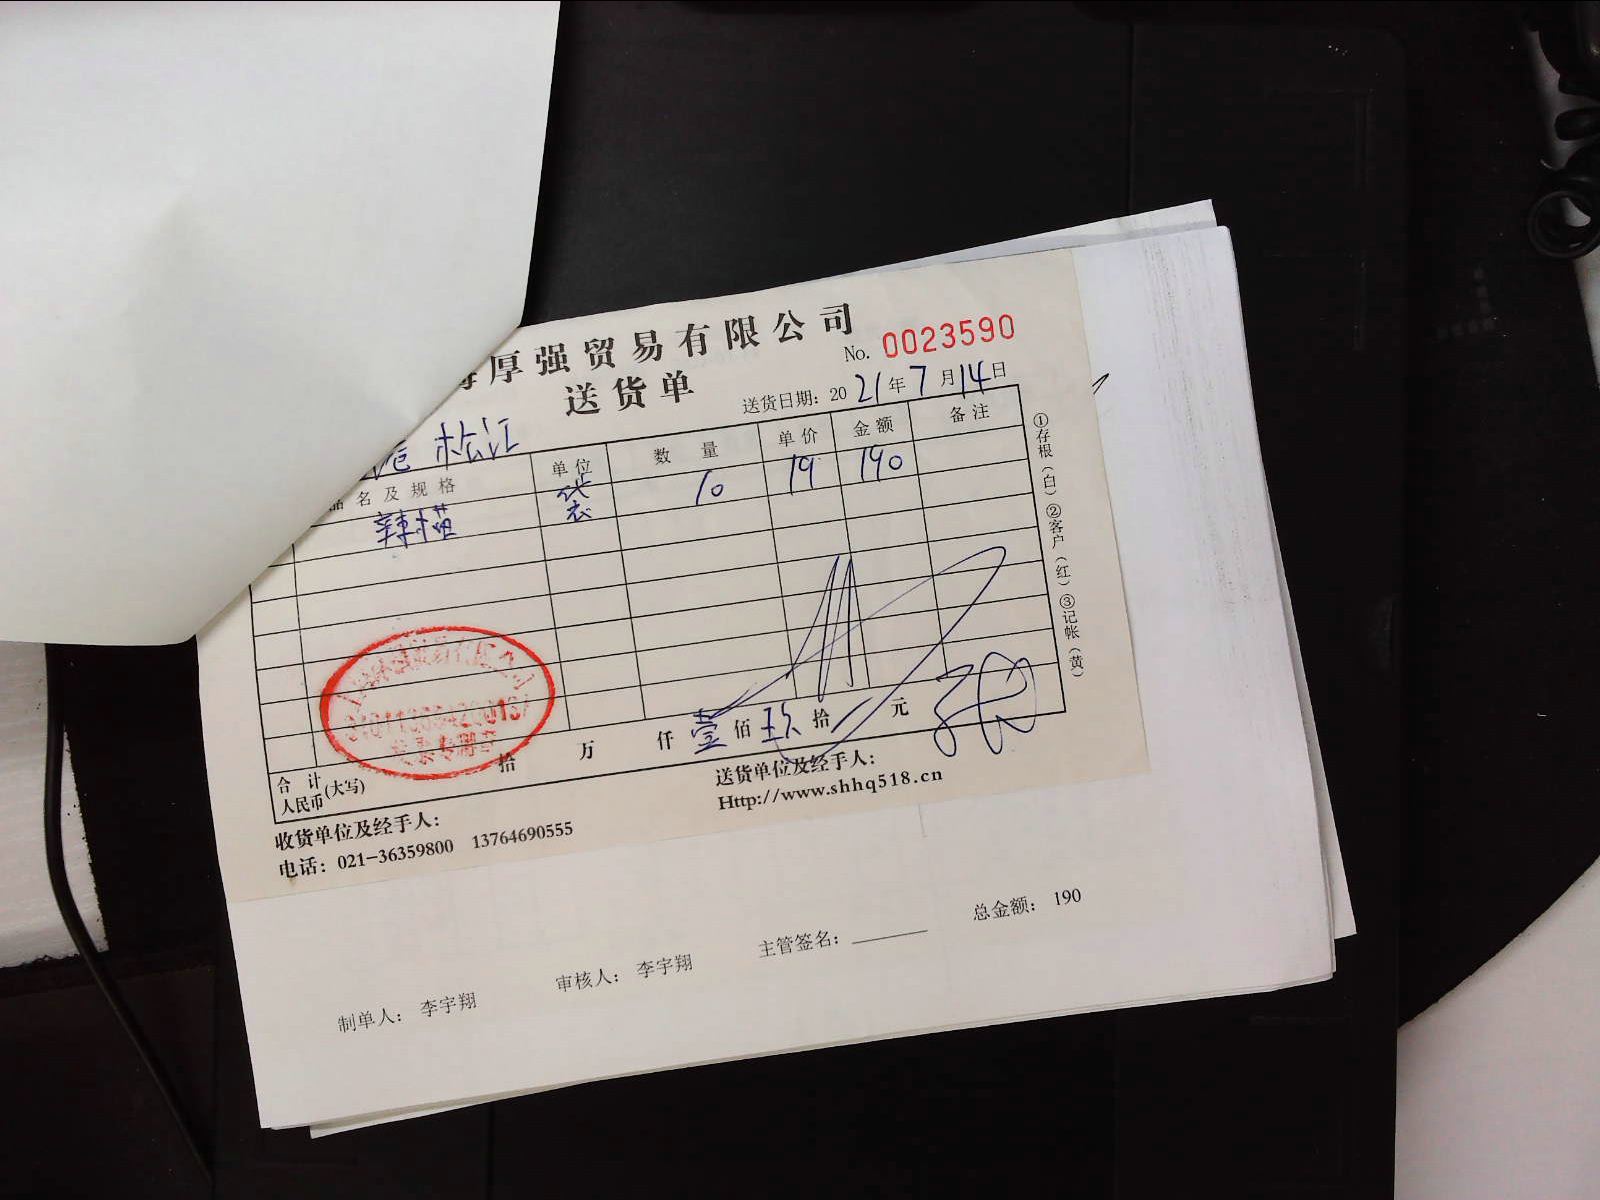 厚强贸易有限公司
送货单
No. 0023590
送货日期：2021年7月14日
松江
名及规格 单位 数量 单价 金额 备注
辣 袋 10 19 190
①存根（白）②客户（红）③记帐（黄）
合计
人民币(大写) 拾 万 仟 壹 佰 玖 拾 元
收货单位及经手人： 送货单位及经手人：
电话：021-36359800 13764690555 Http://www.shhq518.cn
制单人： 李宇翔 审核人： 李宇翔 主管签名： 总金额： 190